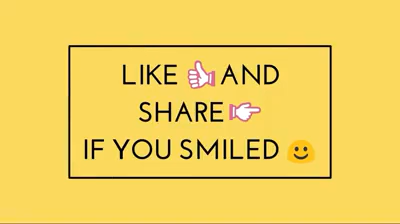 LIKE 👍 AND
SHARE 👉
IF YOU SMILED 🙂